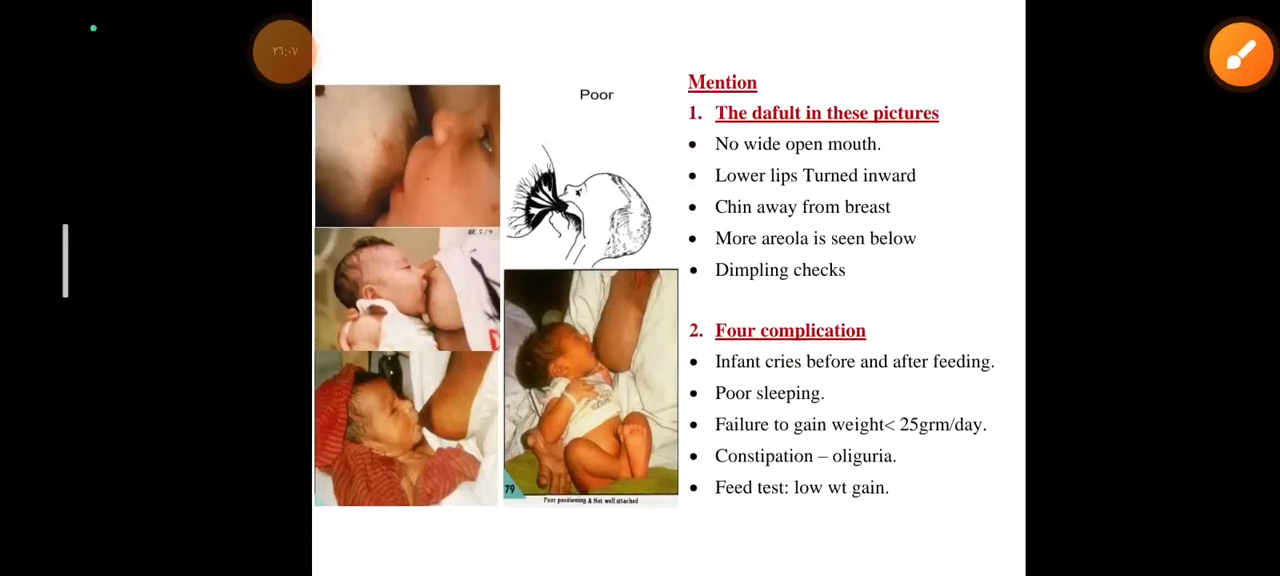 ٢٦:٠٧
Poor
Mention
1. The dafult in these pictures
• No wide open mouth.
• Lower lips Turned inward
• Chin away from breast
• More areola is seen below
• Dimpling checks
2. Four complication
• Infant cries before and after feeding.
• Poor sleeping.
• Failure to gain weight< 25grm/day.
• Constipation – oliguria.
• Feed test: low wt gain.
79
Poor positioning & Not well attached